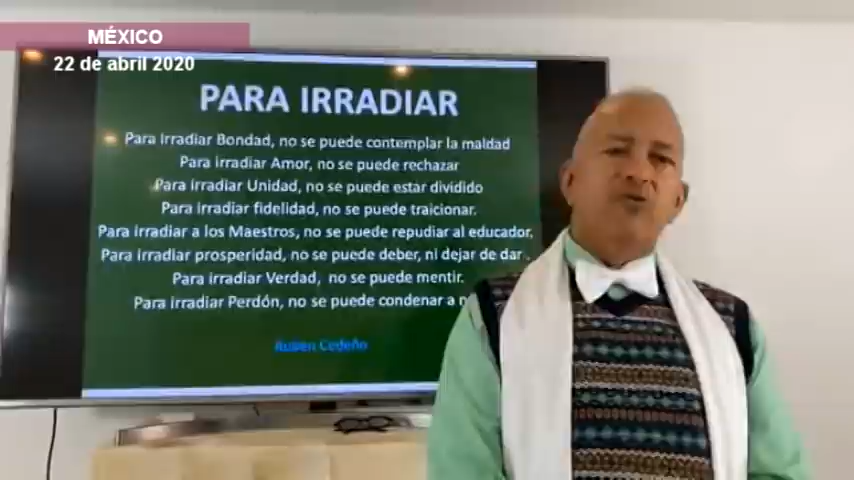 MÉXICO
22 de abril 2020
PARA IRRADIAR
Para Irradiar Bondad, no se puede contemplar la maldad
Para irradiar Amor, no se puede rechazar
Para irradiar Unidad, no se puede estar dividido
Para irradiar fidelidad, no se puede traicionar.
Para irradiar a los Maestros, no se puede repudiar al educador,
Para irradiar prosperidad, no se puede deber, ni dejar de dar .
Para irradiar Verdad, no se puede mentir.
Para irradiar Perdón, no se puede condenar a
Rubén Cedeño